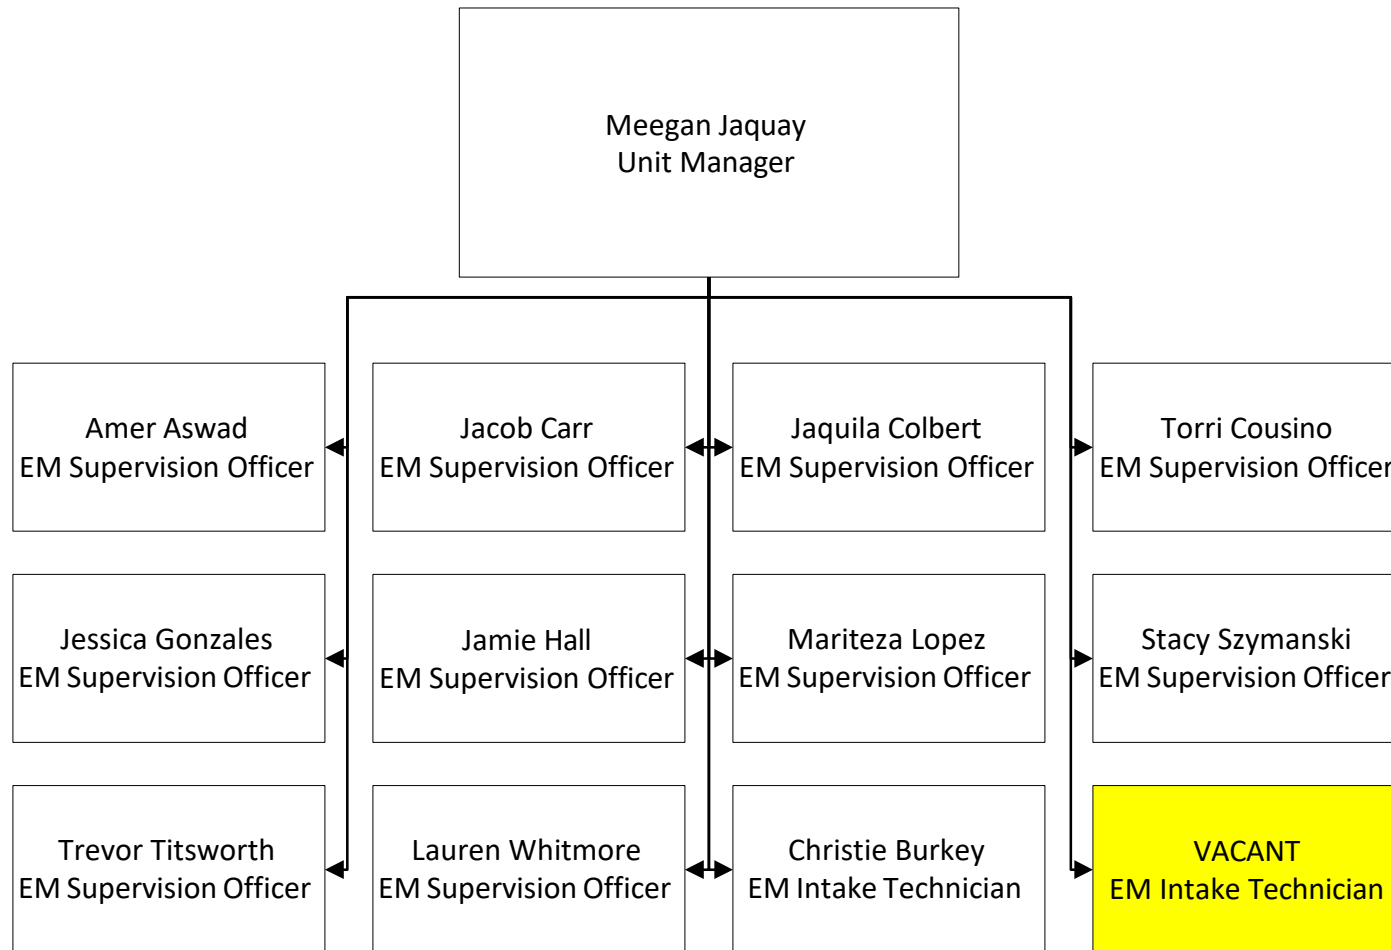 Meegan Jaquay
Unit Manager
Amer Aswad
EM Supervision Officer
Jacob Carr
EM Supervision Officer
Jaquila Colbert
EM Supervision Officer
Torri Cousino
EM Supervision Officer
Jessica Gonzales
EM Supervision Officer
Jamie Hall
EM Supervision Officer
Mariteza Lopez
EM Supervision Officer
Stacy Szymanski
EM Supervision Officer
Trevor Titsworth
EM Supervision Officer
Lauren Whitmore
EM Supervision Officer
Christie Burkey
EM Intake Technician
VACANT
EM Intake Technician